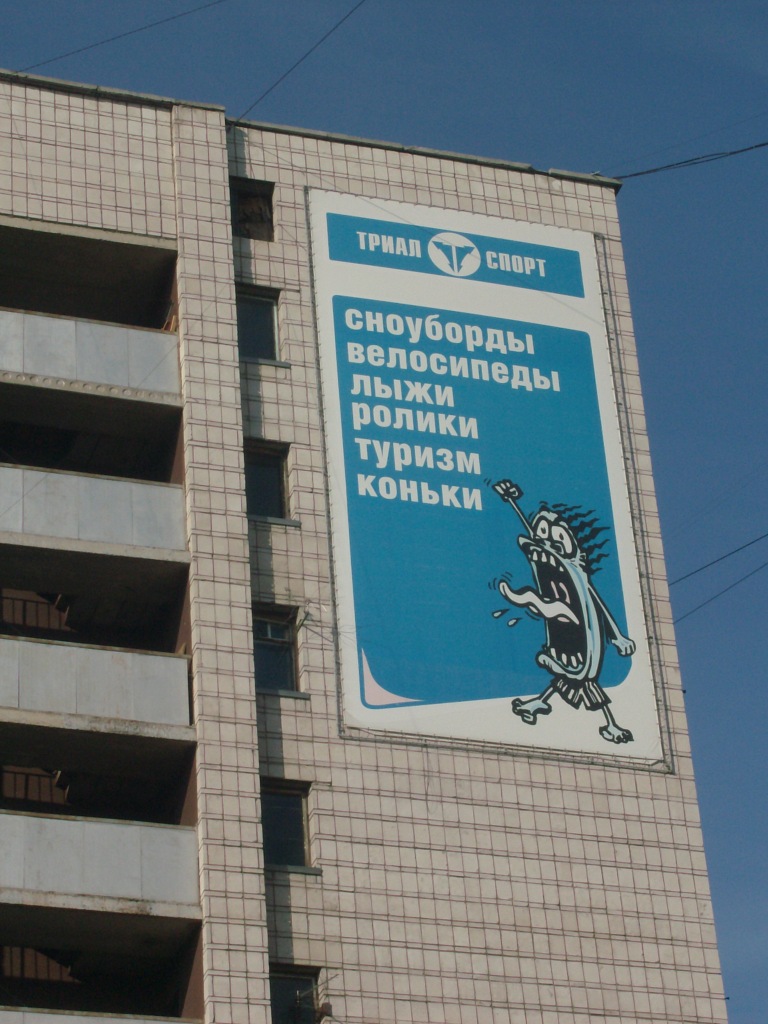 ТРИАЛ СПОРТ
сноуборды
велосипеды
лыжи
ролики
туризм
коньки